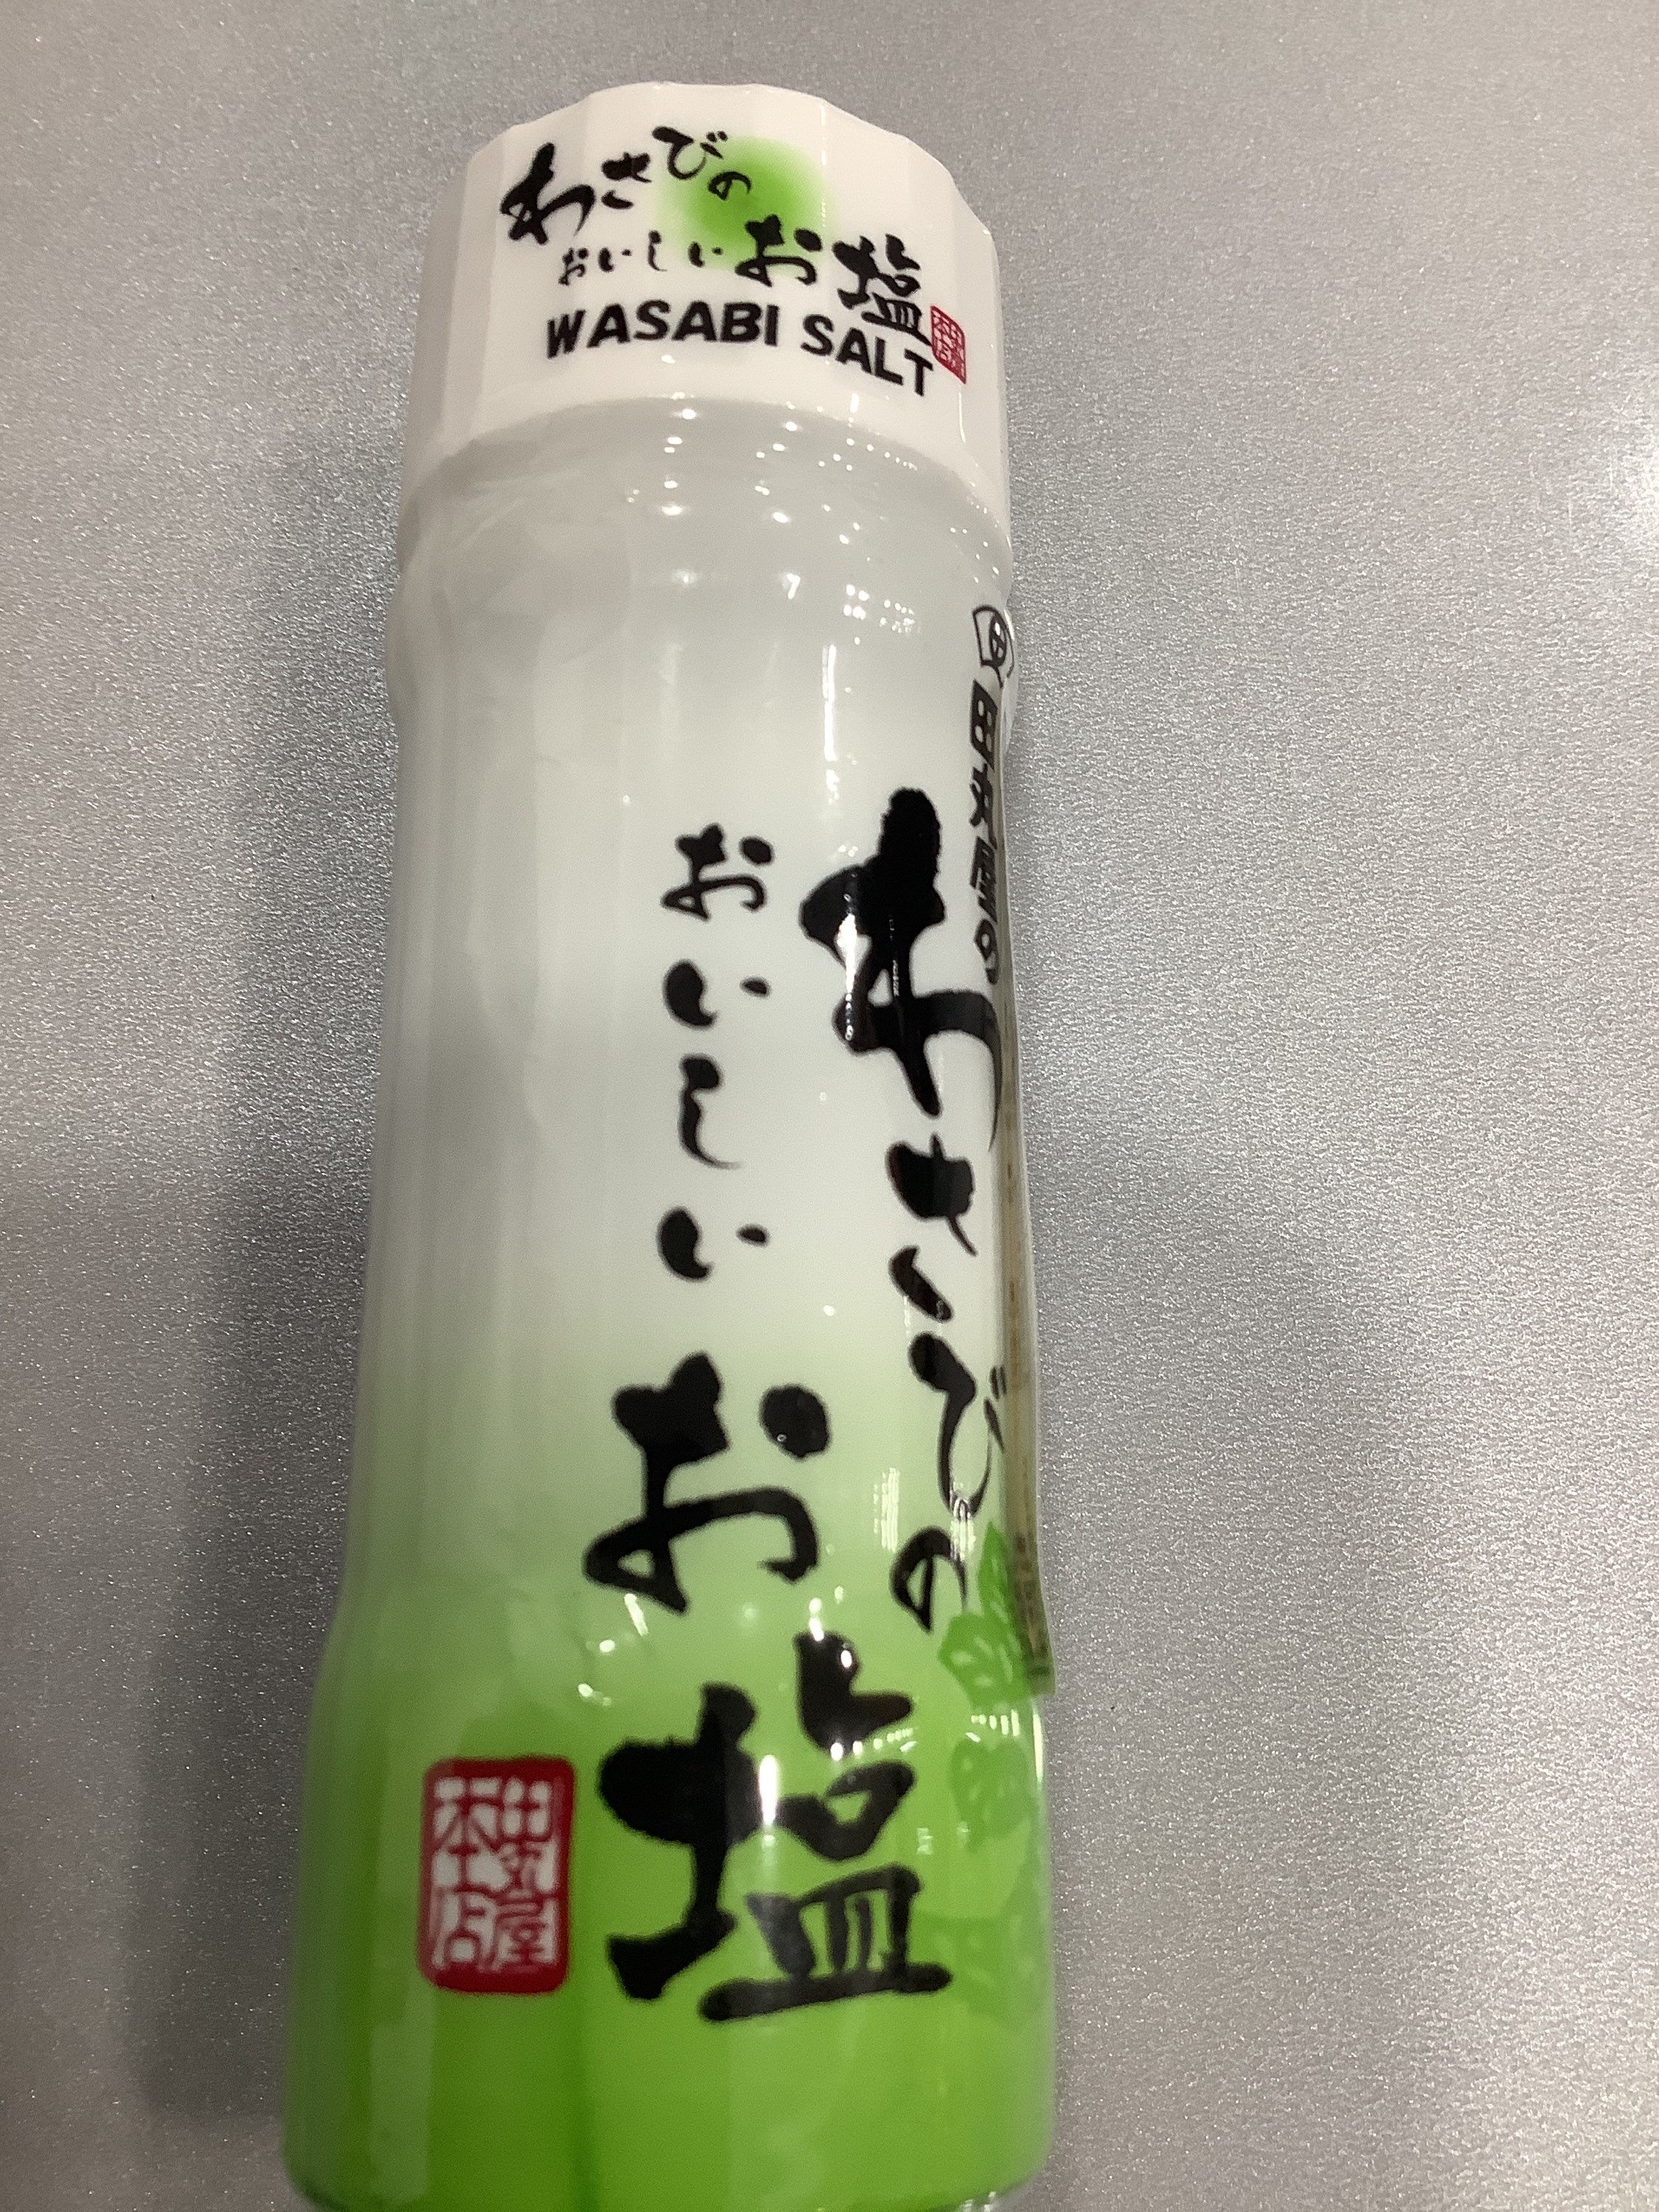 わさびの
おいしいお塩
WASABI SALT
田丸屋の
わさびの
おいしいお塩
田丸屋
本店